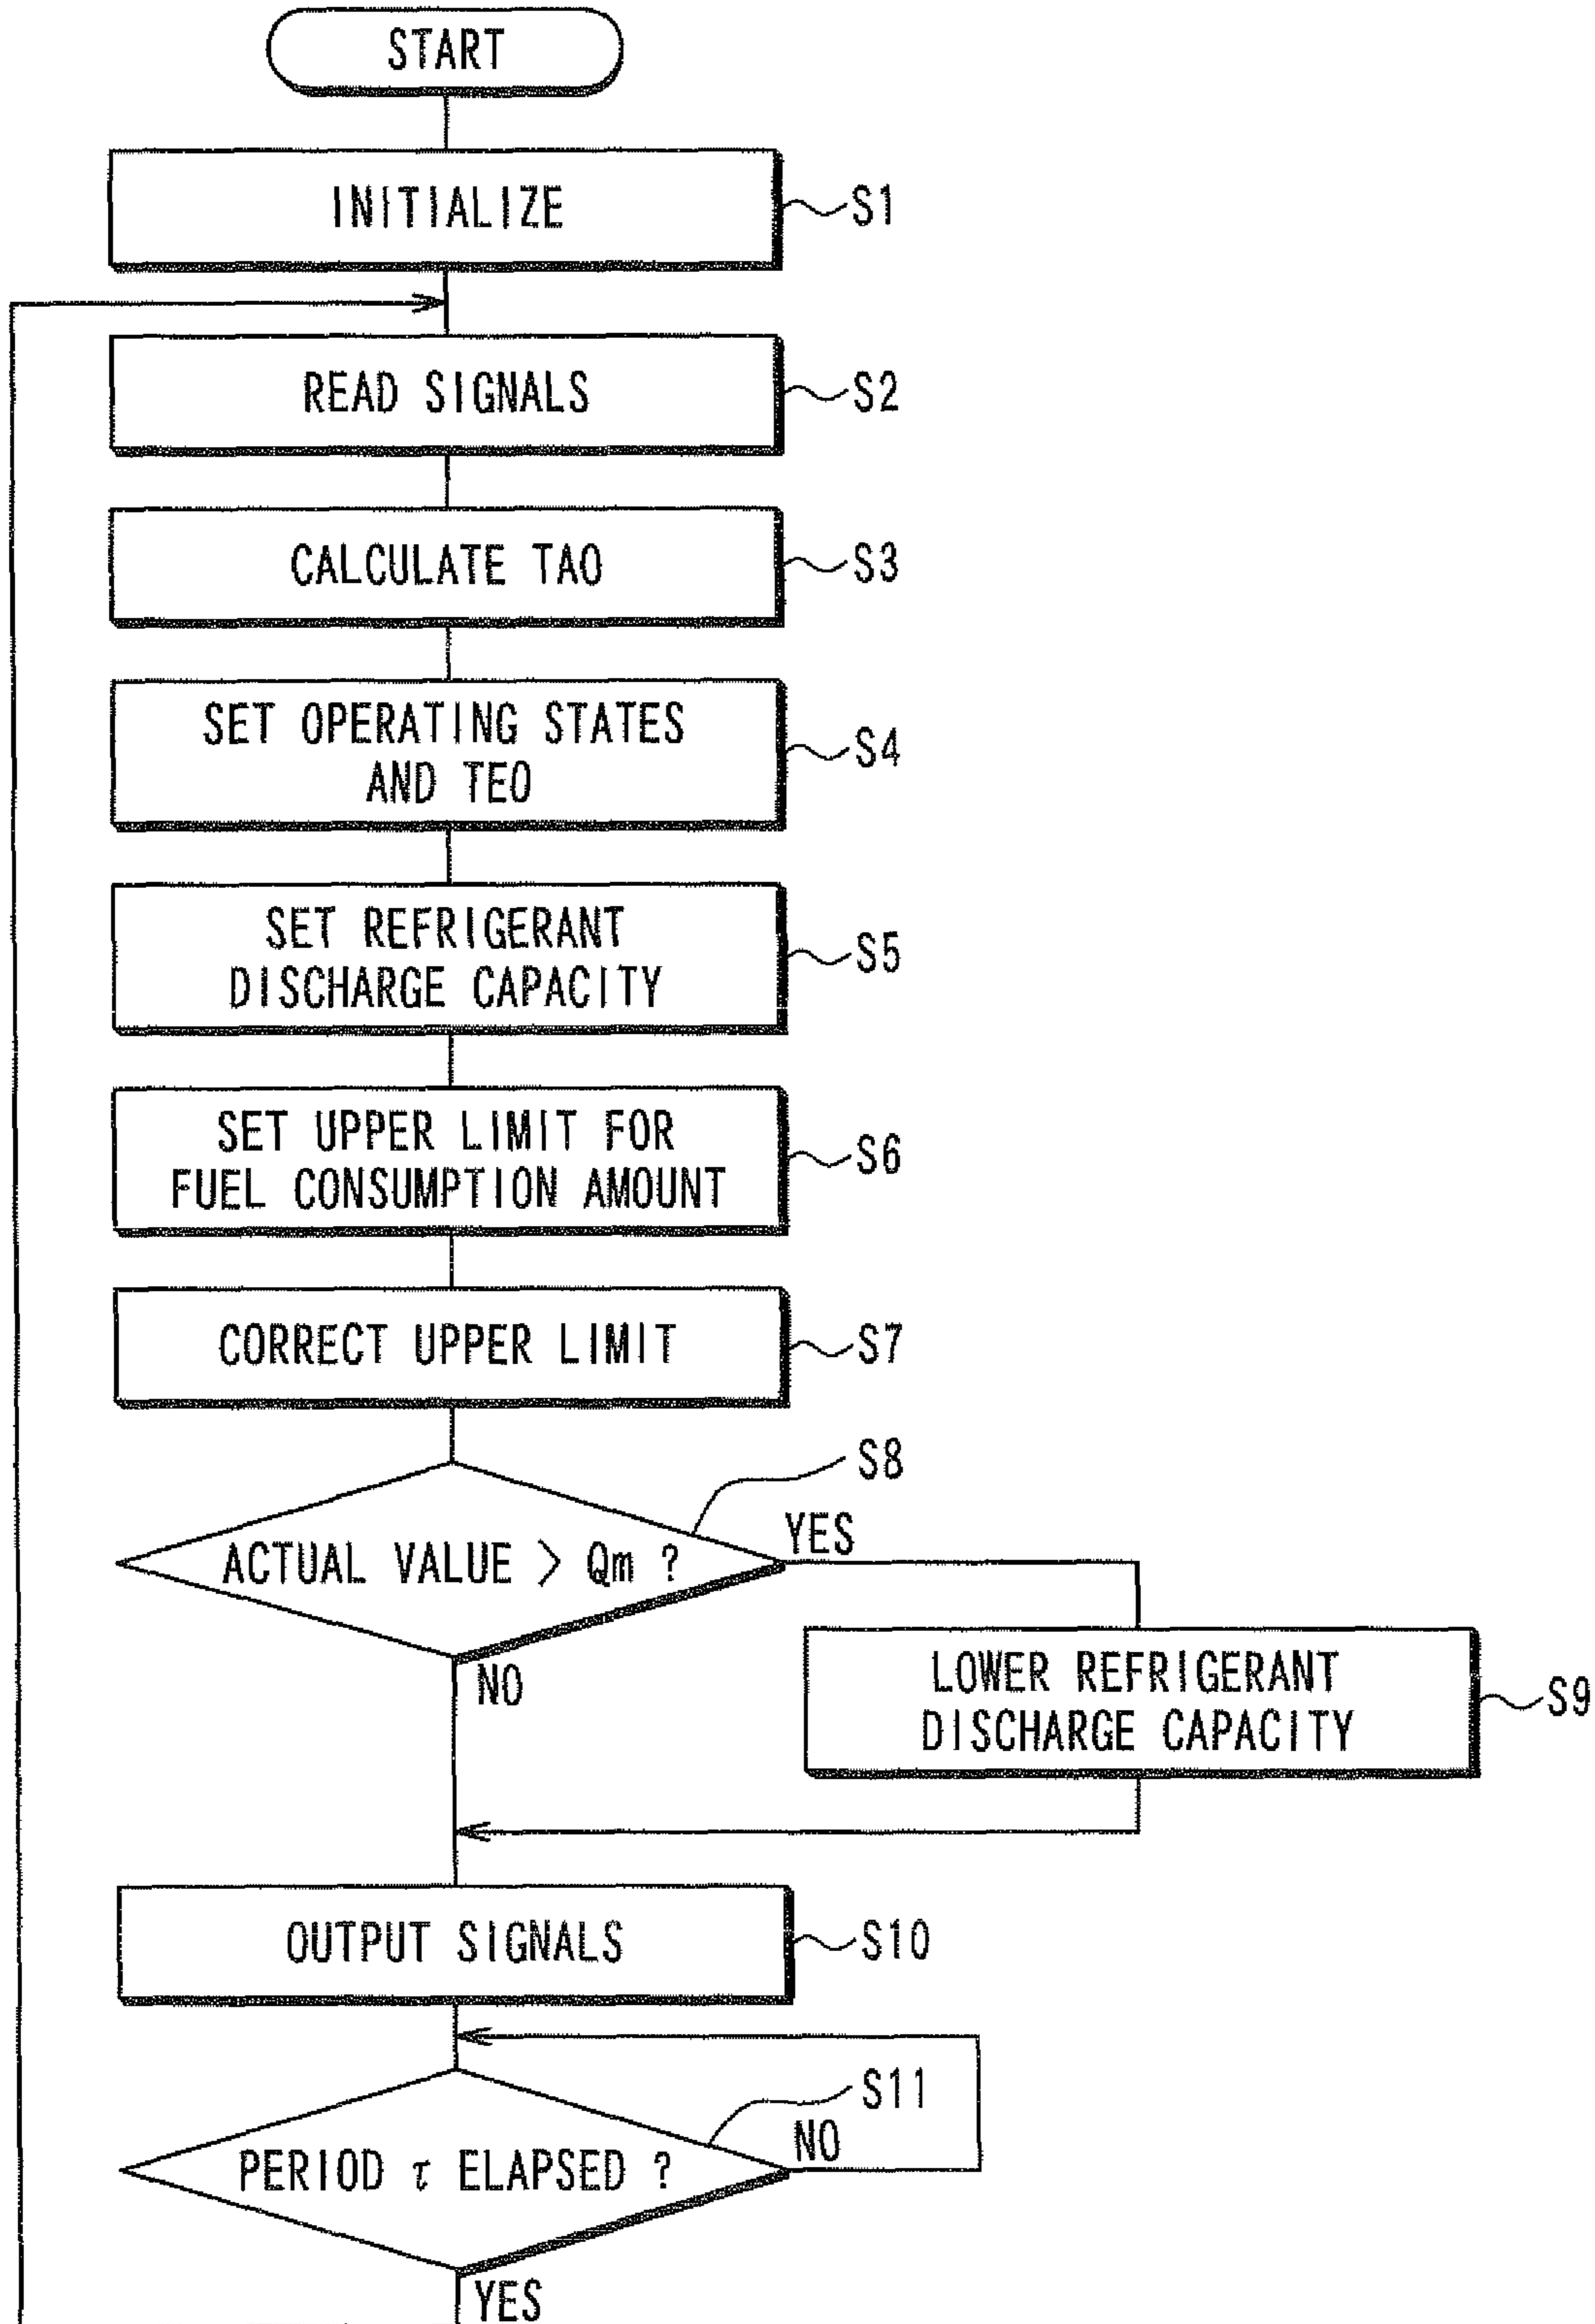 START
INITIALIZE
S1
READ SIGNALS
S2
CALCULATE TAO
S3
SET OPERATING STATES
AND TEO
S4
SET REFRIGERANT
DISCHARGE CAPACITY
S5
SET UPPER LIMIT FOR
FUEL CONSUMPTION AMOUNT
S6
CORRECT UPPER LIMIT
S7
S8
ACTUAL VALUE > Qm ?
YES
NO
LOWER REFRIGERANT
DISCHARGE CAPACITY
S9
OUTPUT SIGNALS
S10
S11
PERIOD τ ELAPSED ?
NO
YES